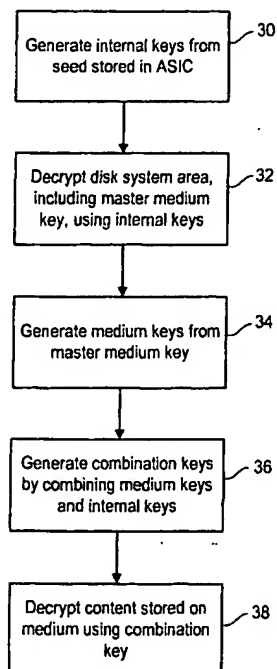 Generate internal keys from
seed stored in ASIC
30
Decrypt disk system area,
including master medium
key, using internal keys
32
Generate medium keys from
master medium key
34
Generate combination keys
by combining medium keys
and internal keys
36
Decrypt content stored on
medium using combination
key
38